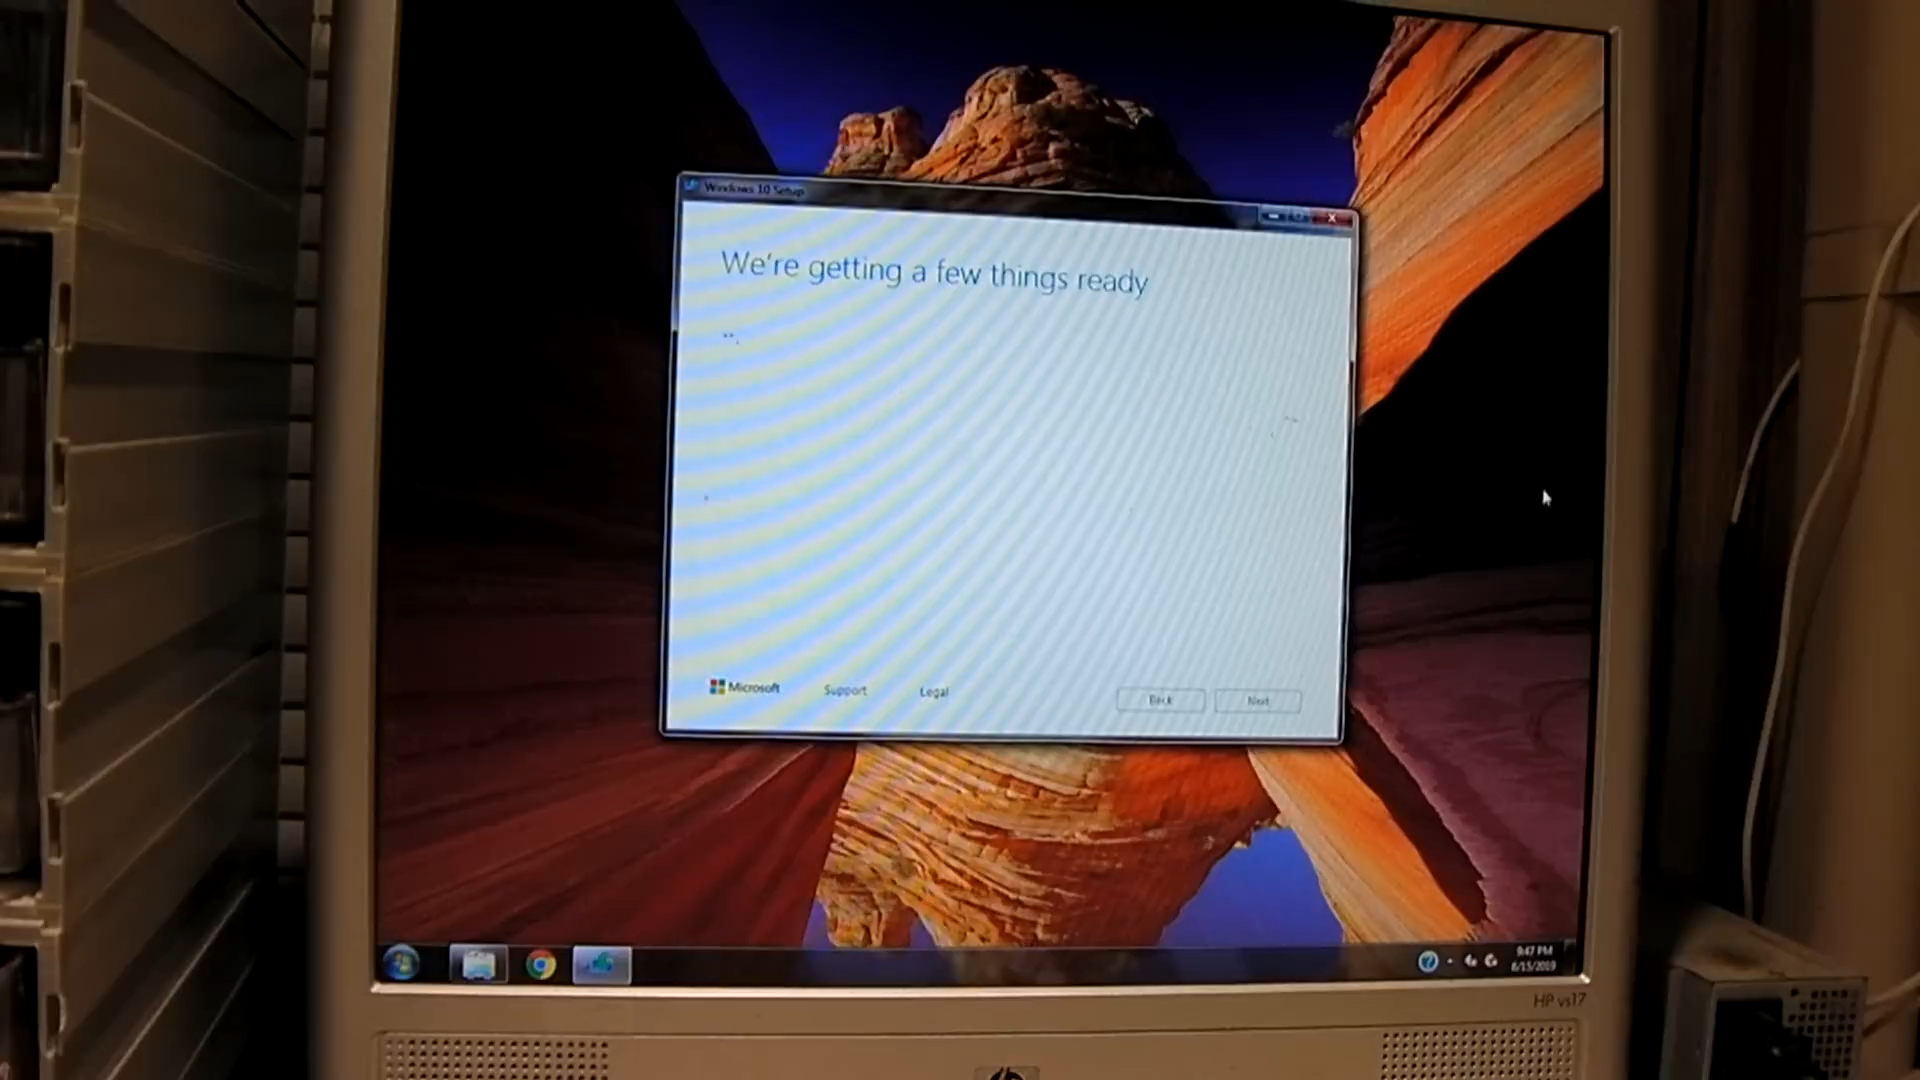 Windows 10 Setup
We're getting a few things ready
Microsoft
Support
Legal
Back
Next
9:47 PM
6/15/2019
HP vs17